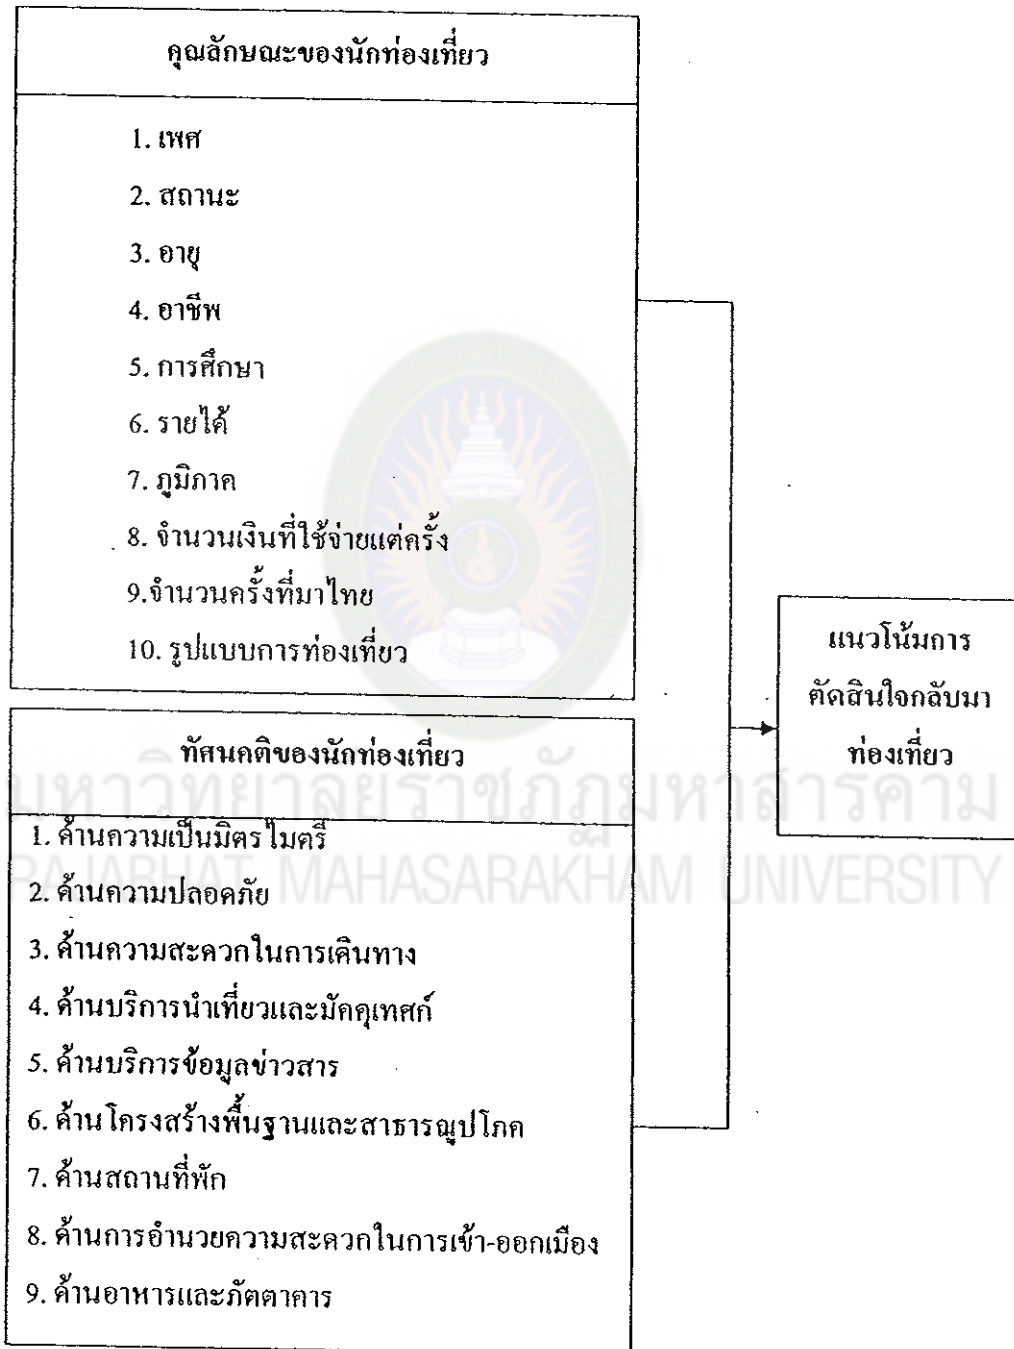 คุณลักษณะของนักท่องเที่ยว
1. เพศ
2. สถานะ
3. อายุ
4. อาชีพ
5. การศึกษา
6. รายได้
7. ภูมิภาค
8. จำนวนเงินที่ใช้จ่ายแต่ครั้ง
9.จำนวนครั้งที่มาไทย
10. รูปแบบการท่องเที่ยว
แนวโน้มการ
ตัดสินใจกลับมา
ท่องเที่ยว
ทัศนคติของนักท่องเที่ยว
มหาวิทยาลัยราชภัฏมหาสารคาม
1. ด้านความเป็นมิตรไมตรี
RAJABHAT MAHASARAKHAM UNIVERSITY
2. ด้านความปลอดภัย
3. ด้านความสะดวกในการเดินทาง
4. ด้านบริการนำเที่ยวและมัคคุเทศก์
5. ด้านบริการข้อมูลข่าวสาร
6. ด้านโครงสร้างพื้นฐานและสาธารณูปโภค
7. ด้านสถานที่พัก
8. ด้านการอำนวยความสะดวกในการเข้า-ออกเมือง
9. ด้านอาหารและภัตตาคาร